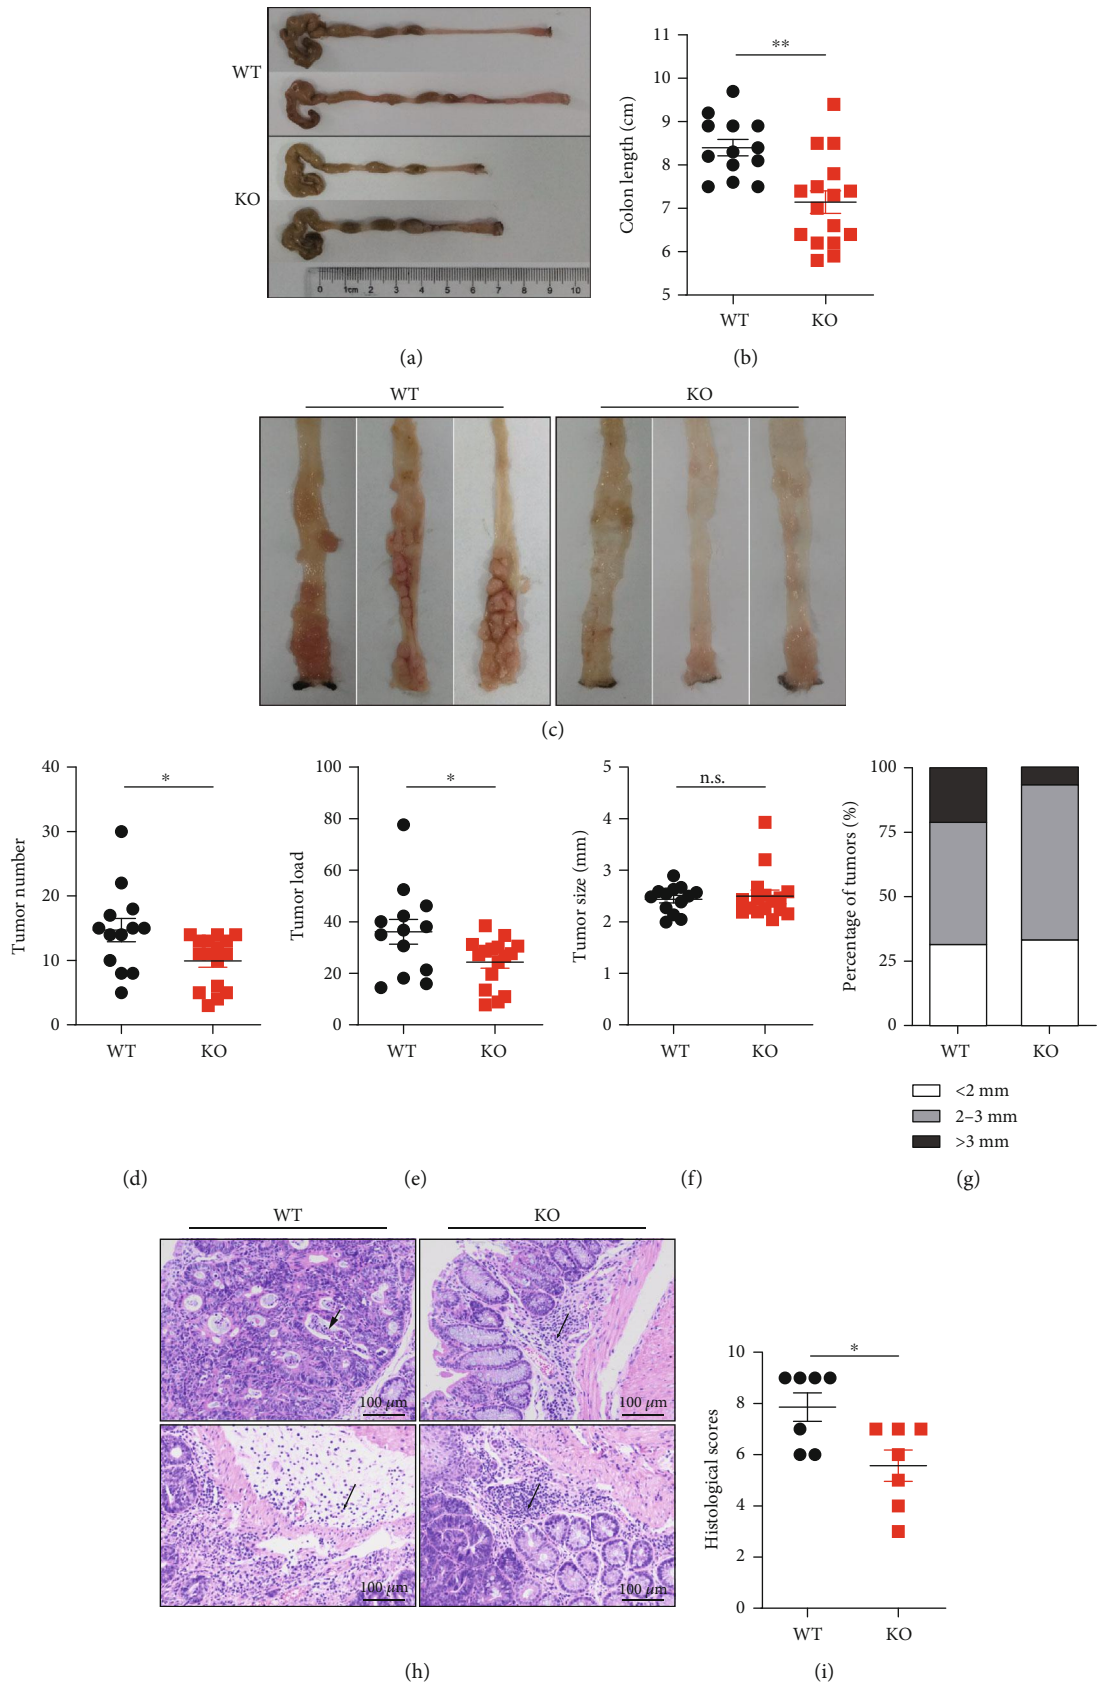 WT
KO
0 1cm 2 3 4 5 6 7 8 9 10
(a)
11
10
9
8
7
6
5
Colon length (cm)
**
WT KO
(b)
WT KO
(c)
40
30
20
10
0
Tumor number
*
WT KO
(d)
100
80
60
40
20
0
Tumor load
*
WT KO
(e)
5
4
3
2
1
0
Tumor size (mm)
n.s.
WT KO
(f)
100
75
50
25
0
Percentage of tumors (%)
WT KO
<2 mm
2–3 mm
>3 mm
(g)
WT KO
100 μm 100 μm
100 μm 100 μm
(h)
10
8
6
4
2
0
Histological scores
*
WT KO
(i)